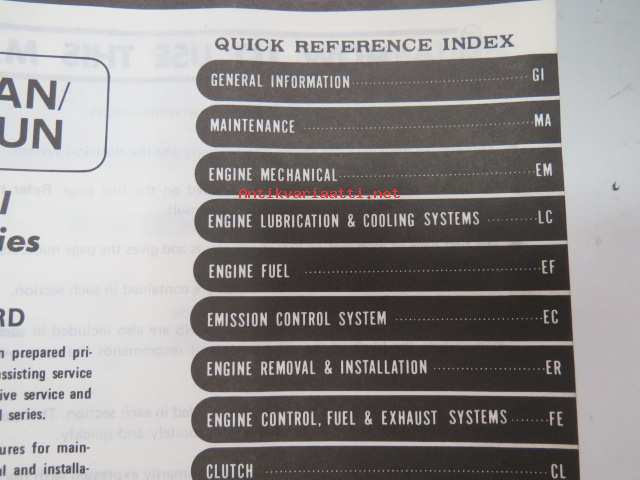 QUICK REFERENCE INDEX
GENERAL INFORMATION GI
MAINTENANCE MA
ENGINE MECHANICAL EM
ENGINE LUBRICATION & COOLING SYSTEMS LC
ENGINE FUEL EF
EMISSION CONTROL SYSTEM EC
ENGINE REMOVAL & INSTALLATION ER
ENGINE CONTROL, FUEL & EXHAUST SYSTEMS FE
CLUTCH CL
Antikvariaatti.net
AN/
UN
l
ies
RD
n prepared pri-
ssisting service
ive service and
l series.
ures for main-
al and installa-